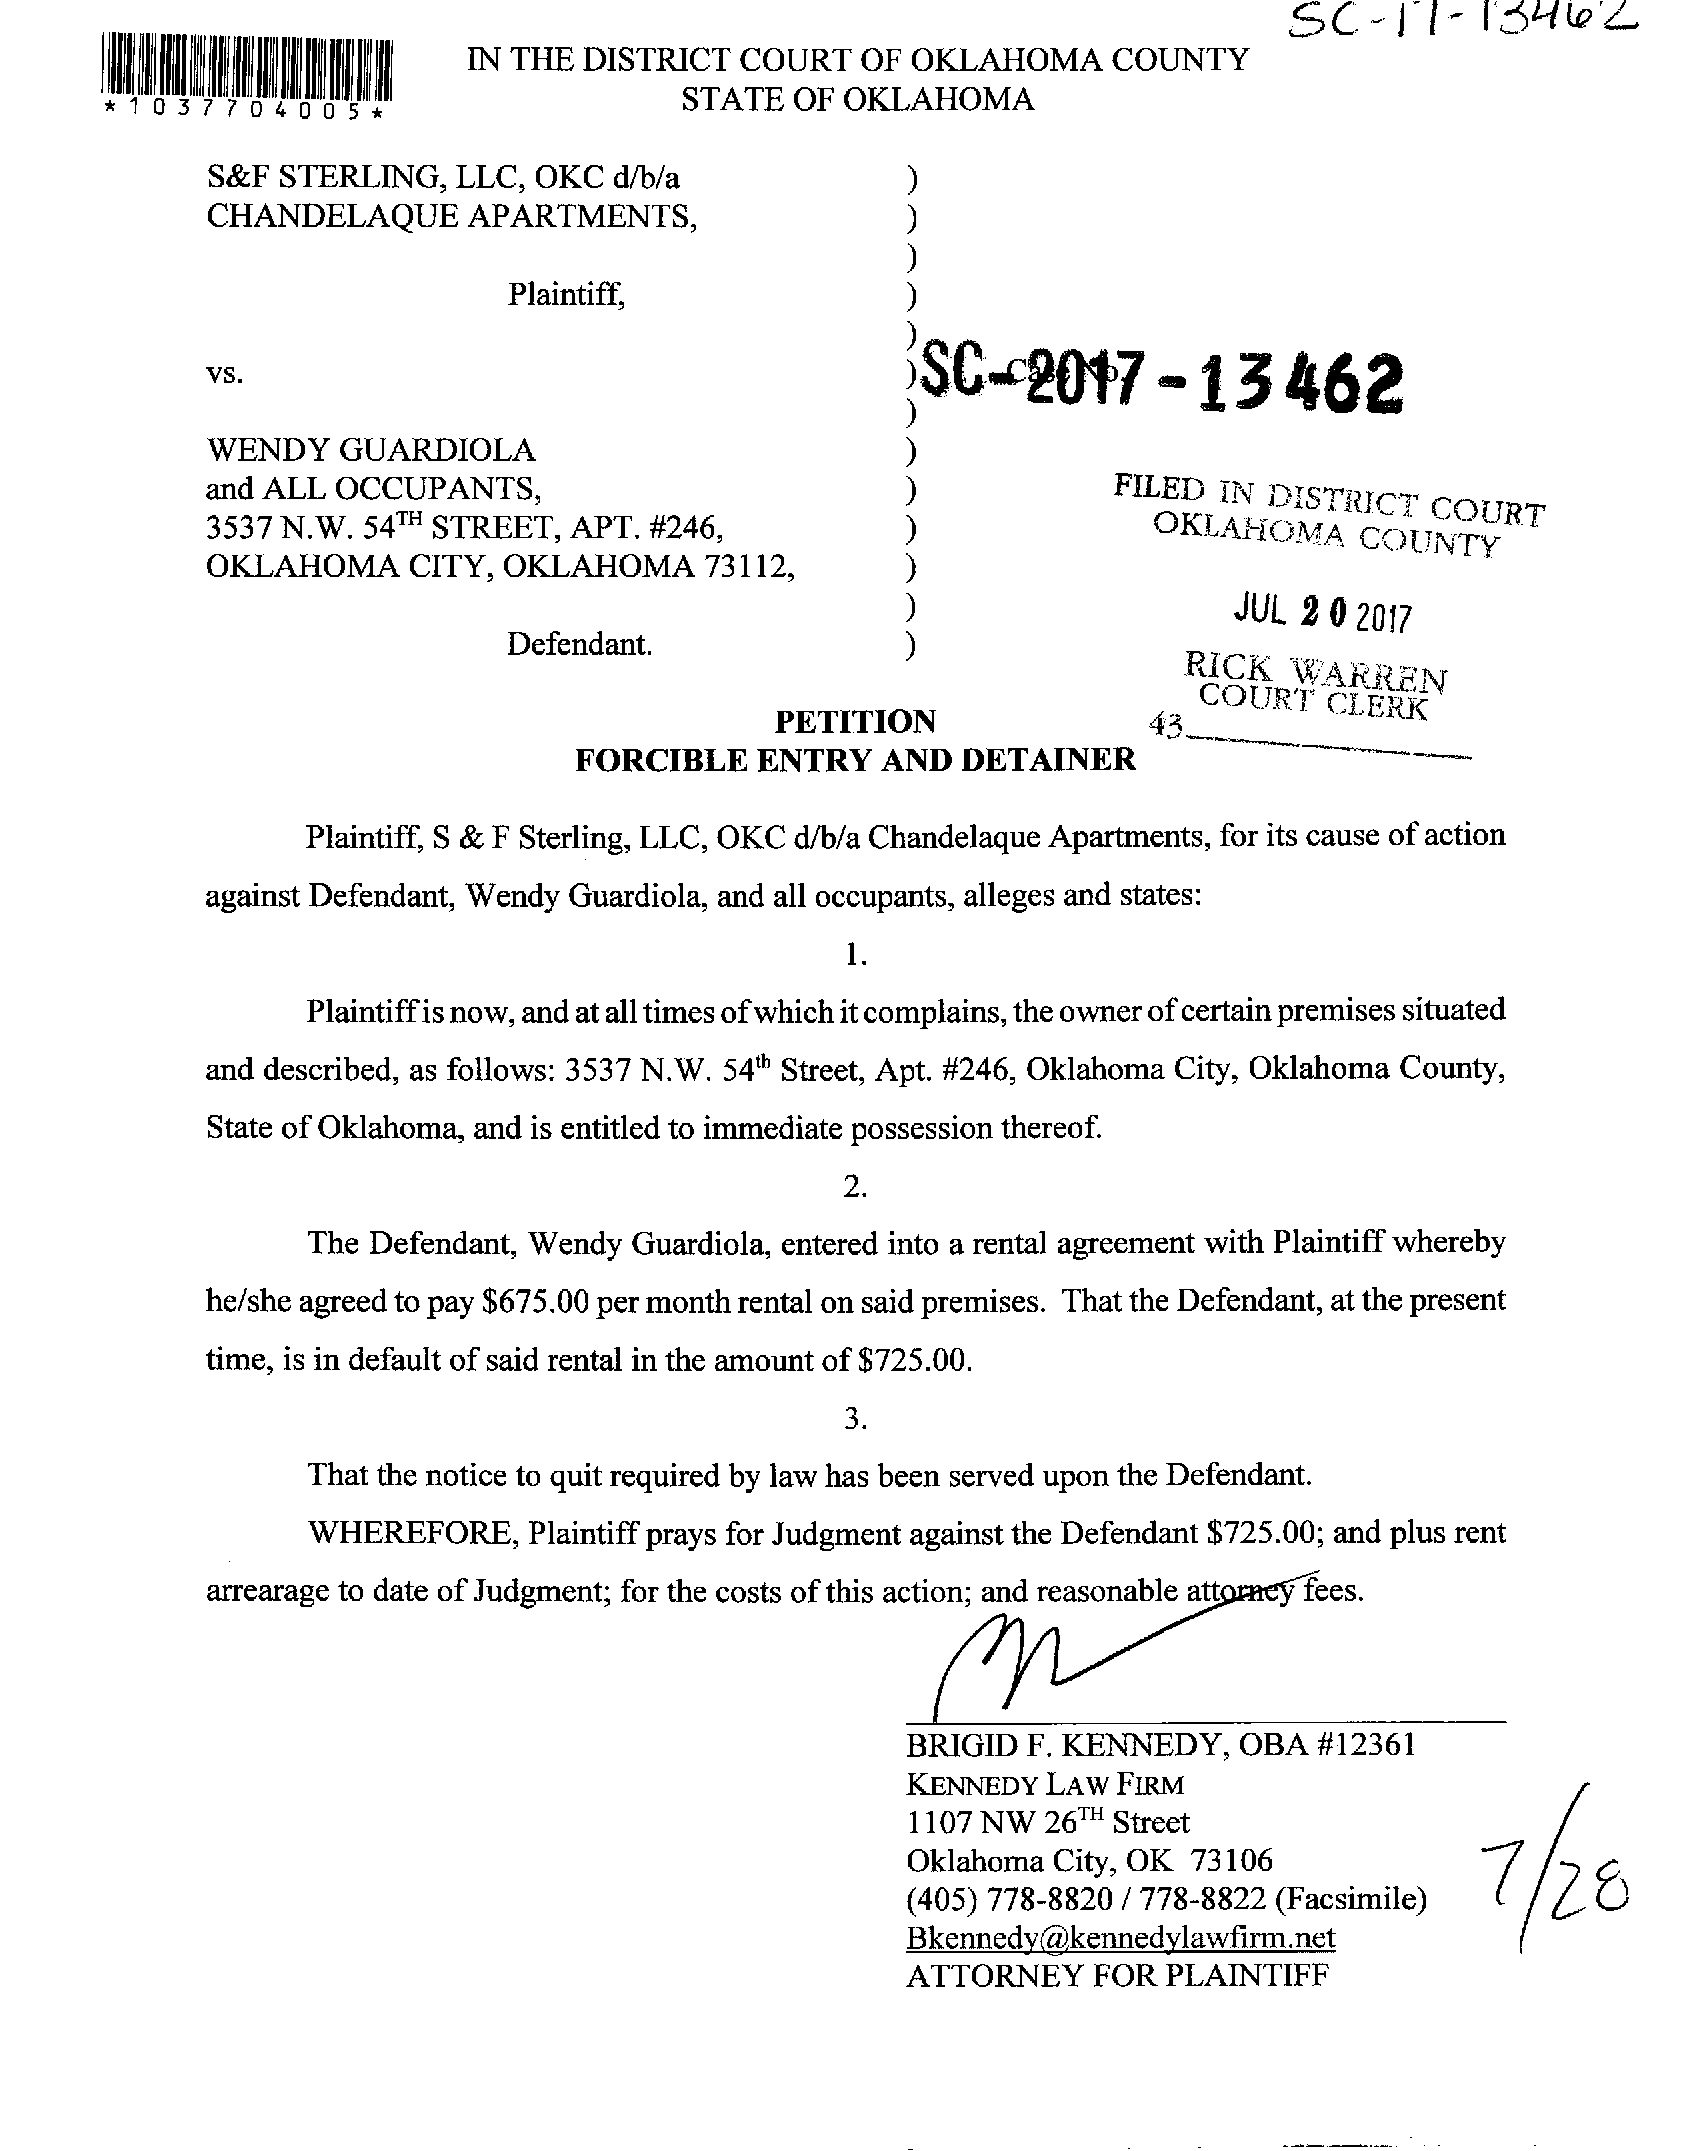 SC-17-13462
*1037704005*
IN THE DISTRICT COURT OF OKLAHOMA COUNTY
STATE OF OKLAHOMA
S&F STERLING, LLC, OKC d/b/a )
CHANDELAQUE APARTMENTS, )
)
Plaintiff, )
)
vs. ) Case No. SC-2017-13462
)
WENDY GUARDIOLA )
and ALL OCCUPANTS, )
3537 N.W. 54TH STREET, APT. #246, )
OKLAHOMA CITY, OKLAHOMA 73112, )
)
Defendant. )
FILED IN DISTRICT COURT
OKLAHOMA COUNTY
JUL 20 2017
RICK WARREN
COURT CLERK
43
PETITION
FORCIBLE ENTRY AND DETAINER
Plaintiff, S & F Sterling, LLC, OKC d/b/a Chandelaque Apartments, for its cause of action
against Defendant, Wendy Guardiola, and all occupants, alleges and states:
1.
Plaintiff is now, and at all times of which it complains, the owner of certain premises situated
and described, as follows: 3537 N.W. 54th Street, Apt. #246, Oklahoma City, Oklahoma County,
State of Oklahoma, and is entitled to immediate possession thereof.
2.
The Defendant, Wendy Guardiola, entered into a rental agreement with Plaintiff whereby
he/she agreed to pay $675.00 per month rental on said premises. That the Defendant, at the present
time, is in default of said rental in the amount of $725.00.
3.
That the notice to quit required by law has been served upon the Defendant.
WHEREFORE, Plaintiff prays for Judgment against the Defendant $725.00; and plus rent
arrearage to date of Judgment; for the costs of this action; and reasonable attorney fees.
BRIGID F. KENNEDY, OBA #12361
KENNEDY LAW FIRM
1107 NW 26TH Street
Oklahoma City, OK 73106
(405) 778-8820 / 778-8822 (Facsimile)
Bkennedy@kennedylawfirm.net
ATTORNEY FOR PLAINTIFF
7/28